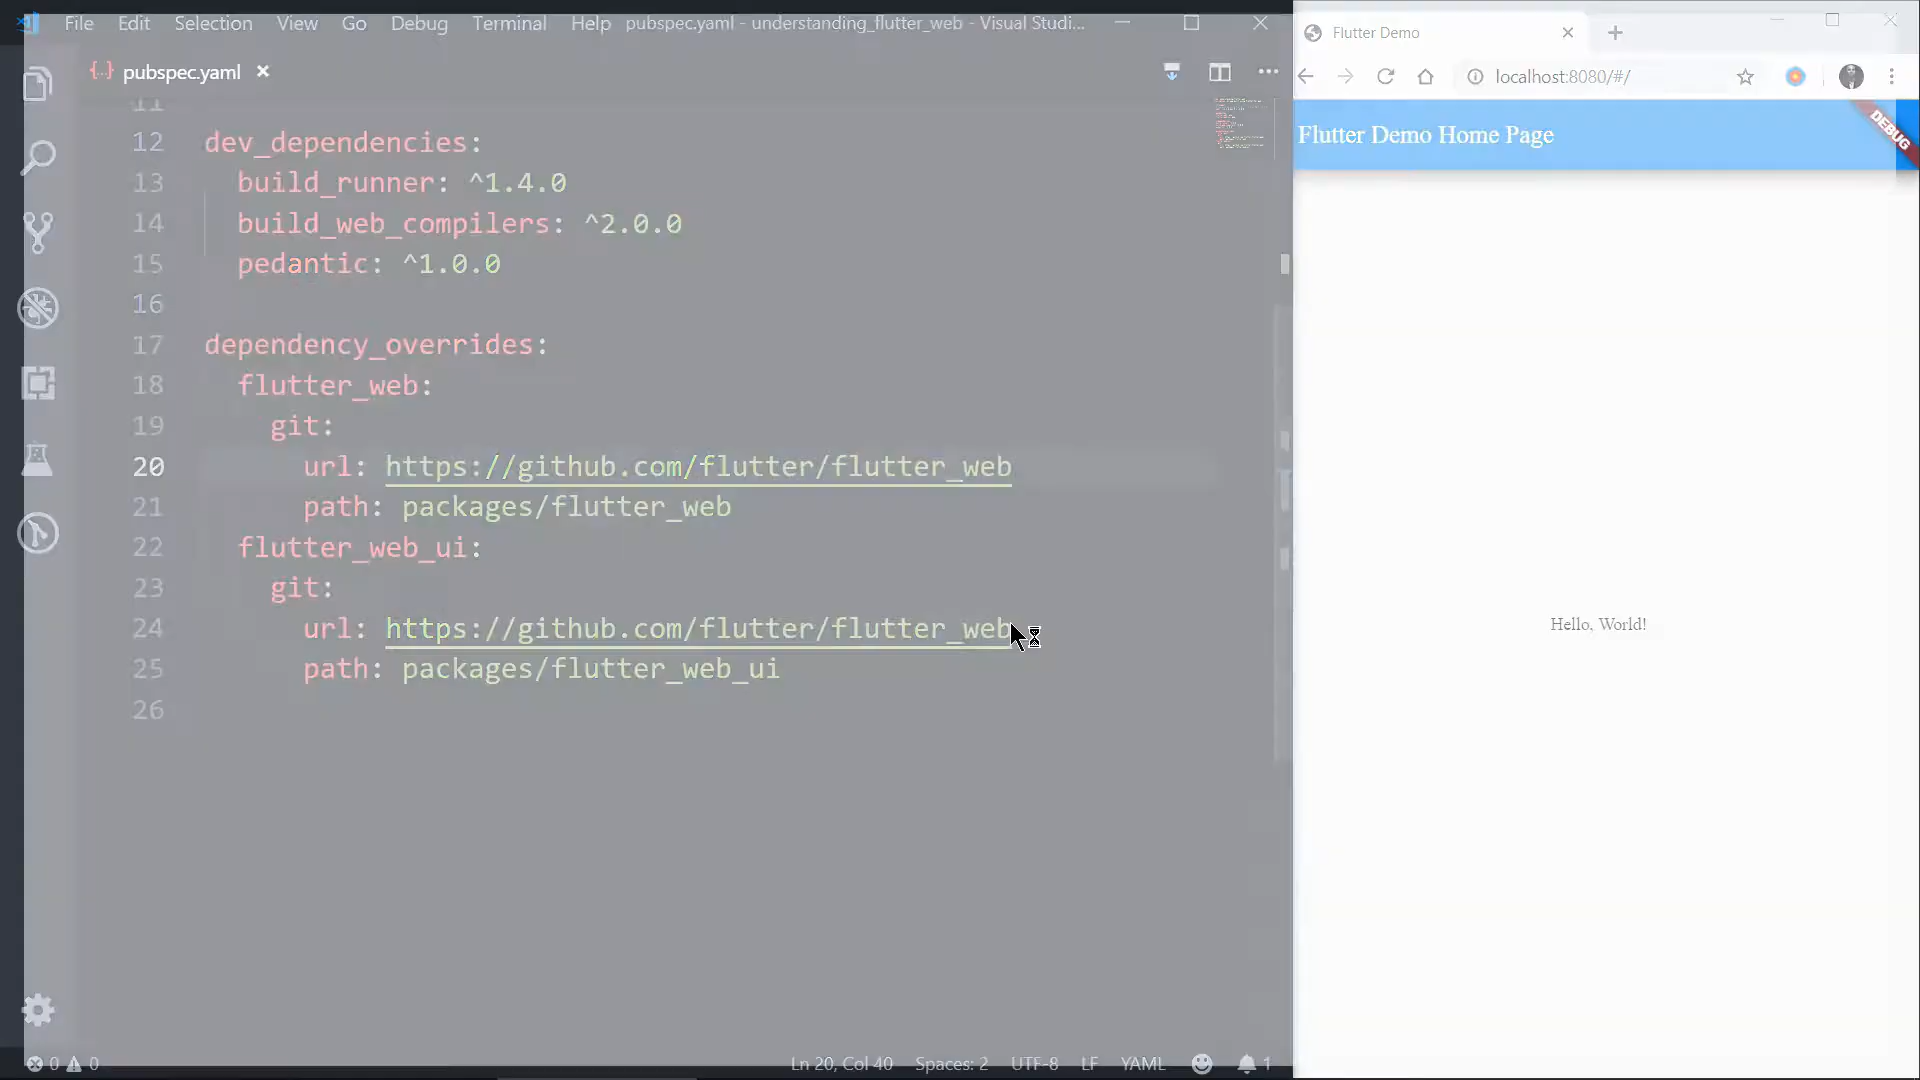 File Edit Selection View Go Debug Terminal Help pubspec.yaml - understanding_flutter_web - Visual Studi...
{..} pubspec.yaml
11
12 dev_dependencies:
13 build_runner: ^1.4.0
14 build_web_compilers: ^2.0.0
15 pedantic: ^1.0.0
16
17 dependency_overrides:
18 flutter_web:
19 git:
20 url: https://github.com/flutter/flutter_web
21 path: packages/flutter_web
22 flutter_web_ui:
23 git:
24 url: https://github.com/flutter/flutter_web
25 path: packages/flutter_web_ui
26
0 0 Ln 20, Col 40 Spaces: 2 UTF-8 LF YAML 1
Flutter Demo
localhost:8080/#/
Flutter Demo Home Page
DEBUG
Hello, World!